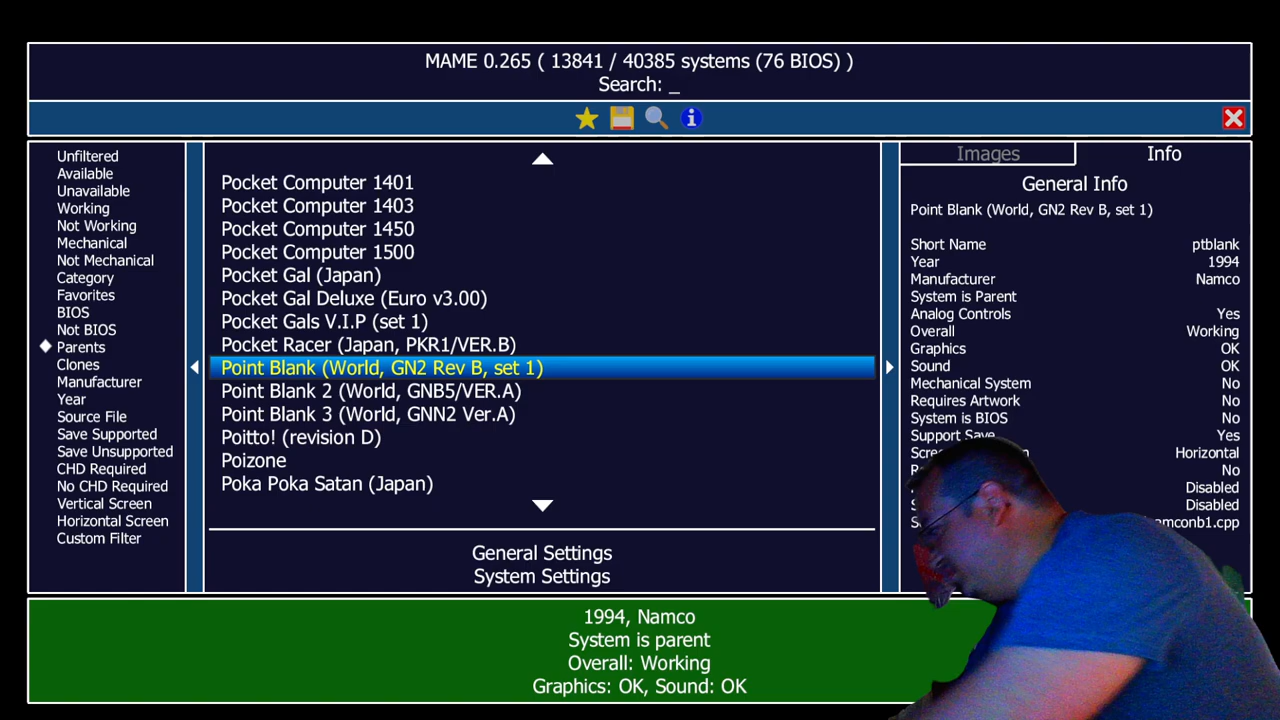 MAME 0.265 ( 13841 / 40385 systems (76 BIOS) )
Search: _
Unfiltered
Available
Unavailable
Working
Not Working
Mechanical
Not Mechanical
Category
Favorites
BIOS
Not BIOS
Parents
Clones
Manufacturer
Year
Source File
Save Supported
Save Unsupported
CHD Required
No CHD Required
Vertical Screen
Horizontal Screen
Custom Filter
Pocket Computer 1401
Pocket Computer 1403
Pocket Computer 1450
Pocket Computer 1500
Pocket Gal (Japan)
Pocket Gal Deluxe (Euro v3.00)
Pocket Gals V.I.P (set 1)
Pocket Racer (Japan, PKR1/VER.B)
Point Blank (World, GN2 Rev B, set 1)
Point Blank 2 (World, GNB5/VER.A)
Point Blank 3 (World, GNN2 Ver.A)
Poitto! (revision D)
Poizone
Poka Poka Satan (Japan)
General Settings
System Settings
Images Info
General Info
Point Blank (World, GN2 Rev B, set 1)
Short Name ptblank
Year 1994
Manufacturer Namco
System is Parent
Analog Controls Yes
Overall Working
Graphics OK
Sound OK
Mechanical System No
Requires Artwork No
System is BIOS No
Support Save Yes
Horizontal
No
Disabled
Disabled
1994, Namco
System is parent
Overall: Working
Graphics: OK, Sound: OK